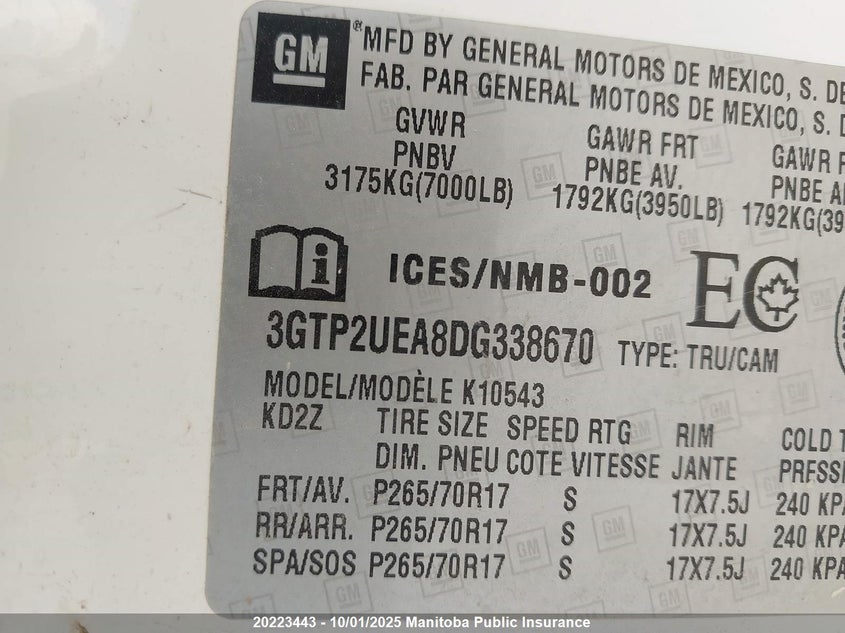 GM ® MFD BY GENERAL MOTORS DE MEXICO, S. DE
FAB. PAR GENERAL MOTORS DE MEXICO, S. D
GVWR GAWR FRT GAWR
PNBV PNBE AV. PNBE
3175KG(7000LB) 1792KG(3950LB) 1792KG(39
i ICES/NMB-002 EC
3GTP2UEA8DG338670 TYPE: TRU/CAM
MODEL/MODÈLE K10543
KD2Z TIRE SIZE SPEED RTG RIM COLD T
DIM. PNEU COTE VITESSE JANTE PRESSI
FRT/AV. P265/70R17 S 17X7.5J 240 KPA
RR/ARR. P265/70R17 S 17X7.5J 240 KPA
SPA/SOS P265/70R17 S 17X7.5J 240 KPA
20223443 - 10/01/2025 Manitoba Public Insurance